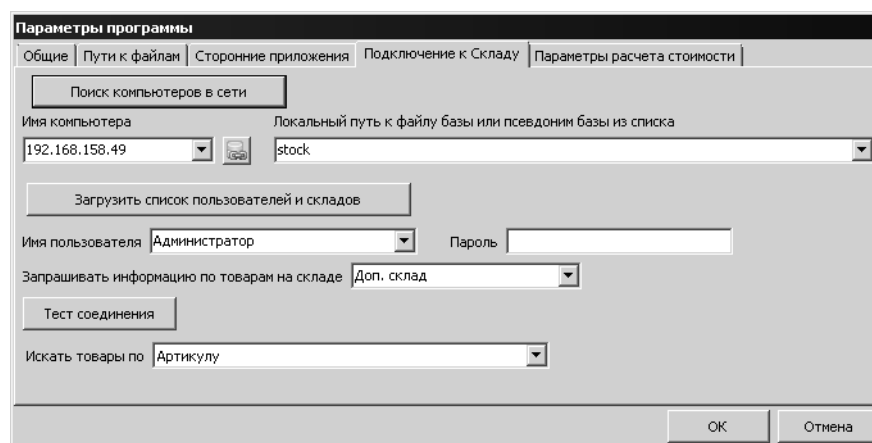 Параметры программы
Общие Пути к файлам Сторонние приложения Подключение к Складу Параметры расчета стоимости
Поиск компьютеров в сети
Имя компьютера Локальный путь к файлу базы или псевдоним базы из списка
192.168.158.49 stock
Загрузить список пользователей и складов
Имя пользователя Администратор Пароль
Запрашивать информацию по товарам на складе Доп. склад
Тест соединения
Искать товары по Артикулу
OK Отмена